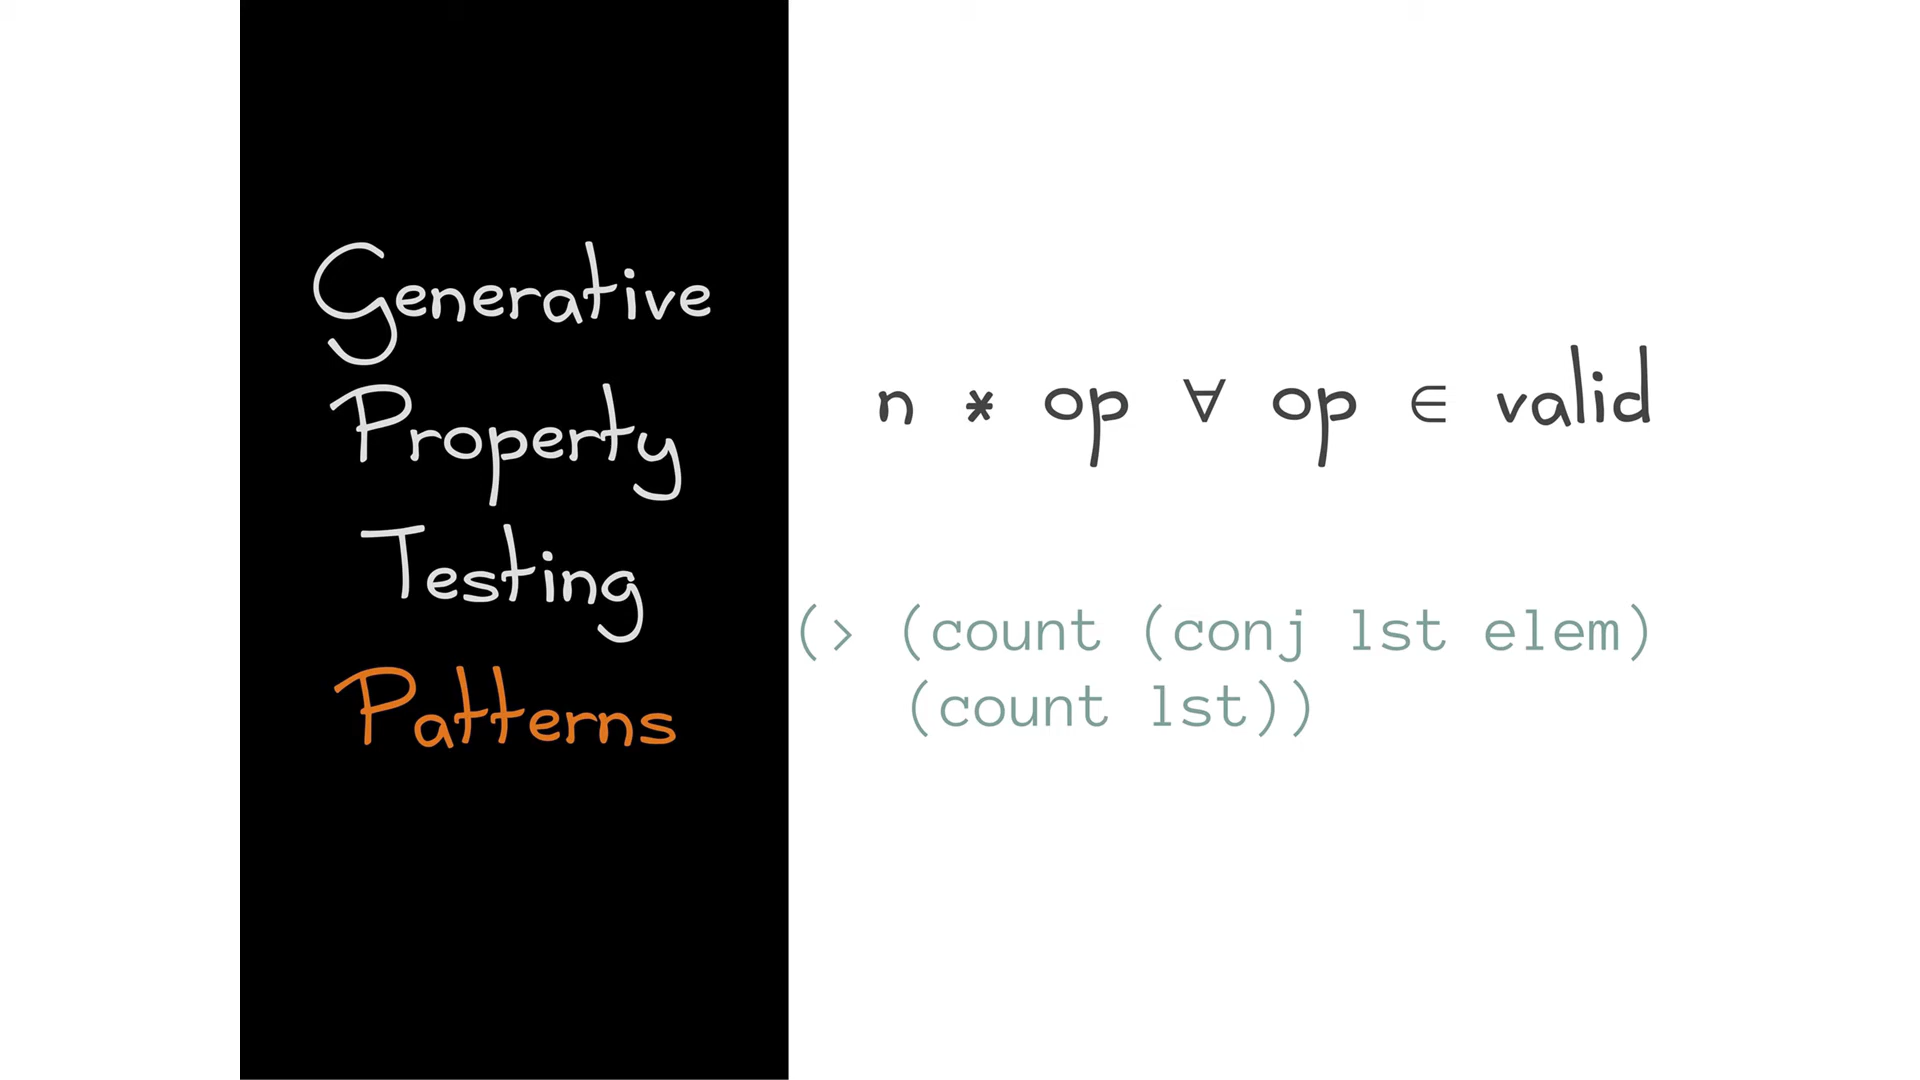 Generative
Property
Testing
Patterns
n * op ∀ op ∈ valid
(> (count (conj lst elem)
(count lst))